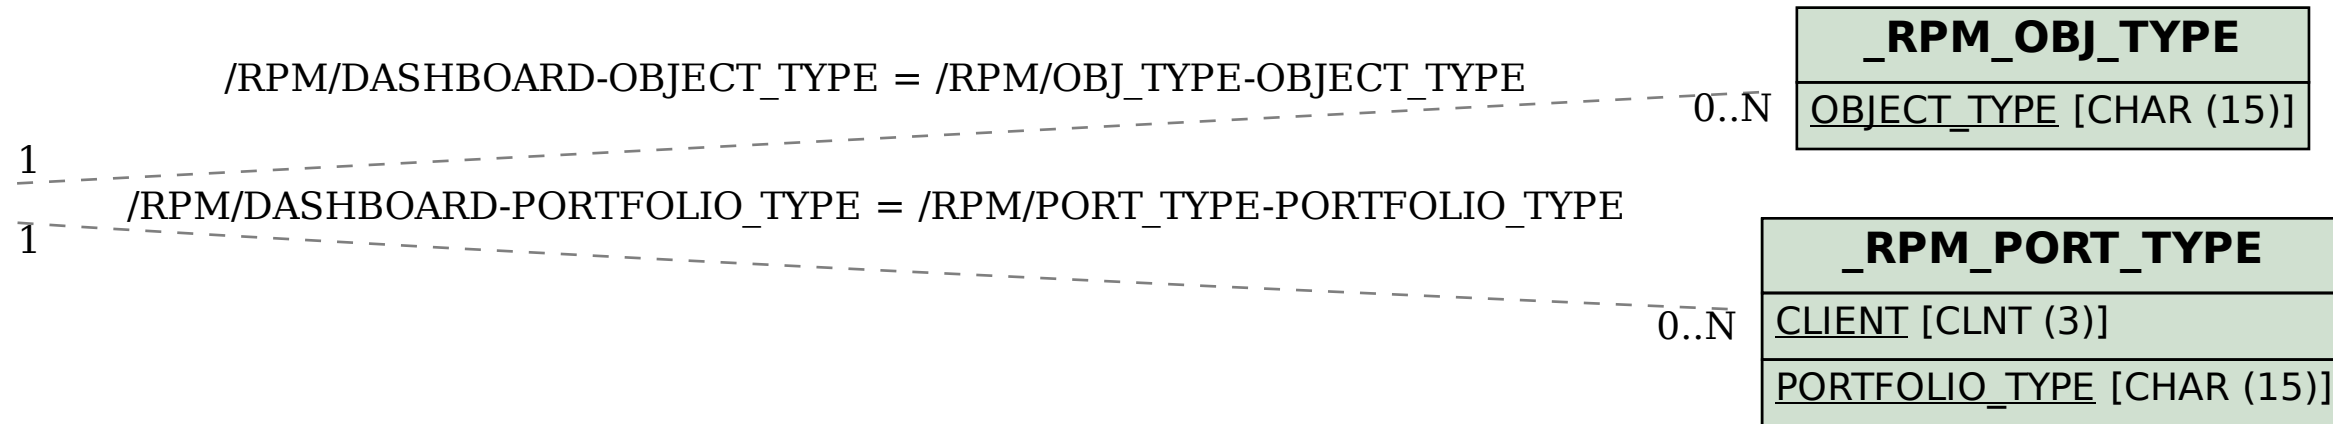 _RPM_OBJ_TYPE
/RPM/DASHBOARD-OBJECT_TYPE = /RPM/OBJ_TYPE-OBJECT_TYPE
0..N
OBJECT_TYPE [CHAR (15)]
1
/RPM/DASHBOARD-PORTFOLIO_TYPE = /RPM/PORT_TYPE-PORTFOLIO_TYPE
1
_RPM_PORT_TYPE
0..N
CLIENT [CLNT (3)]
PORTFOLIO_TYPE [CHAR (15)]